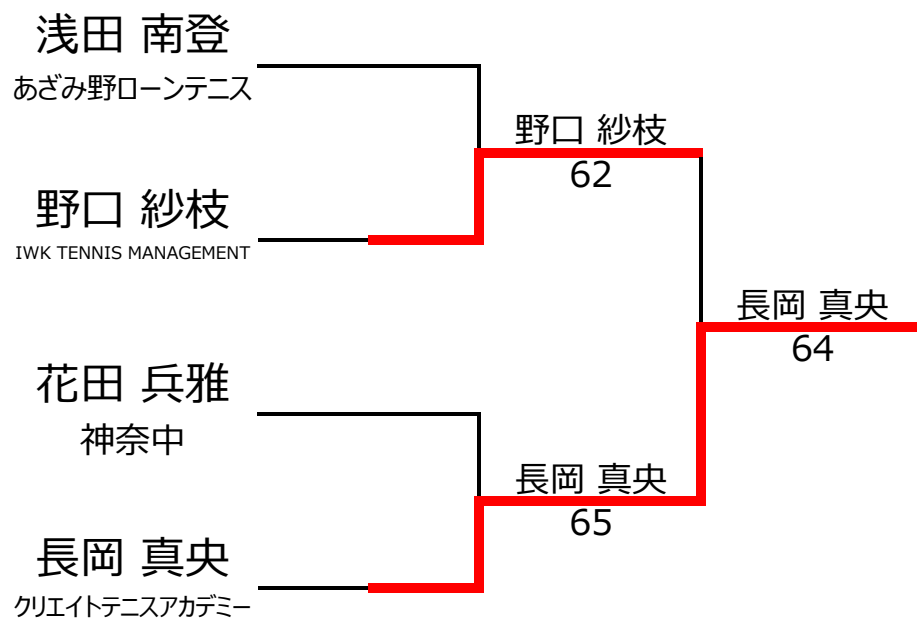 浅田 南登
あざみ野ローンテニス
野口 紗枝
62
野口 紗枝
IWK TENNIS MANAGEMENT
長岡 真央
64
花田 兵雅
神奈中
長岡 真央
65
長岡 真央
クリエイトテニスアカデミー